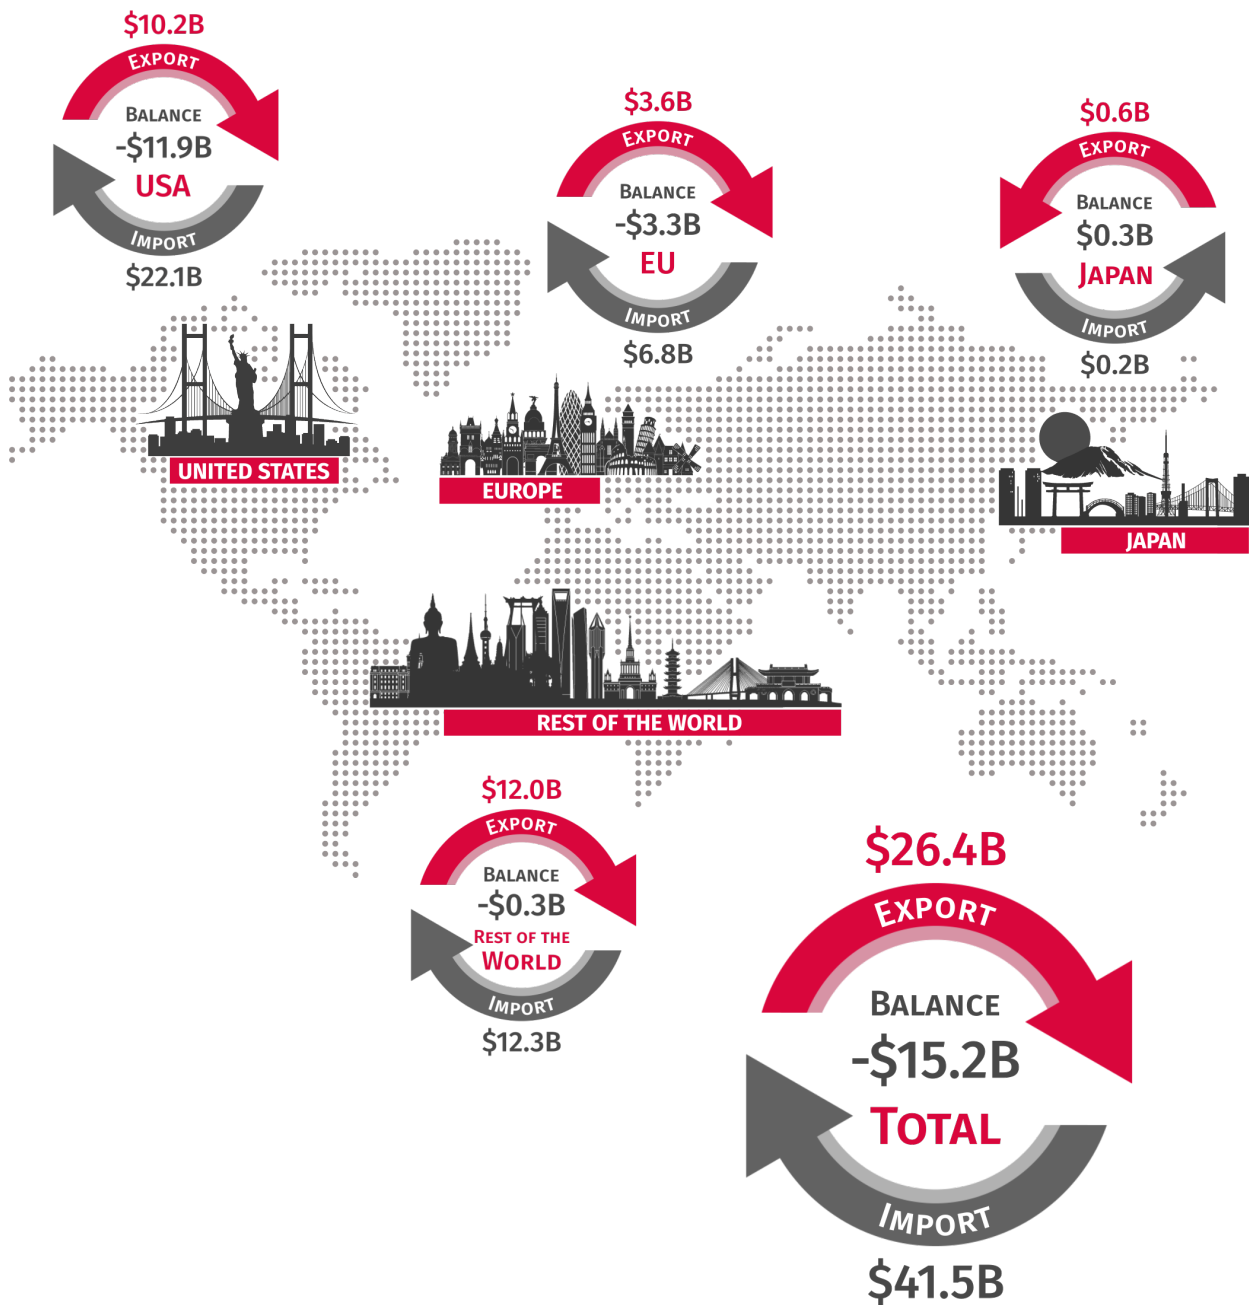 $10.2B
EXPORT
BALANCE
-$11.9B
USA
IMPORT
$22.1B
$3.6B
EXPORT
BALANCE
-$3.3B
EU
IMPORT
$6.8B
$0.6B
EXPORT
BALANCE
$0.3B
JAPAN
IMPORT
$0.2B
UNITED STATES
EUROPE
JAPAN
REST OF THE WORLD
$12.0B
EXPORT
BALANCE
-$0.3B
REST OF THE
WORLD
IMPORT
$12.3B
$26.4B
EXPORT
BALANCE
-$15.2B
TOTAL
IMPORT
$41.5B